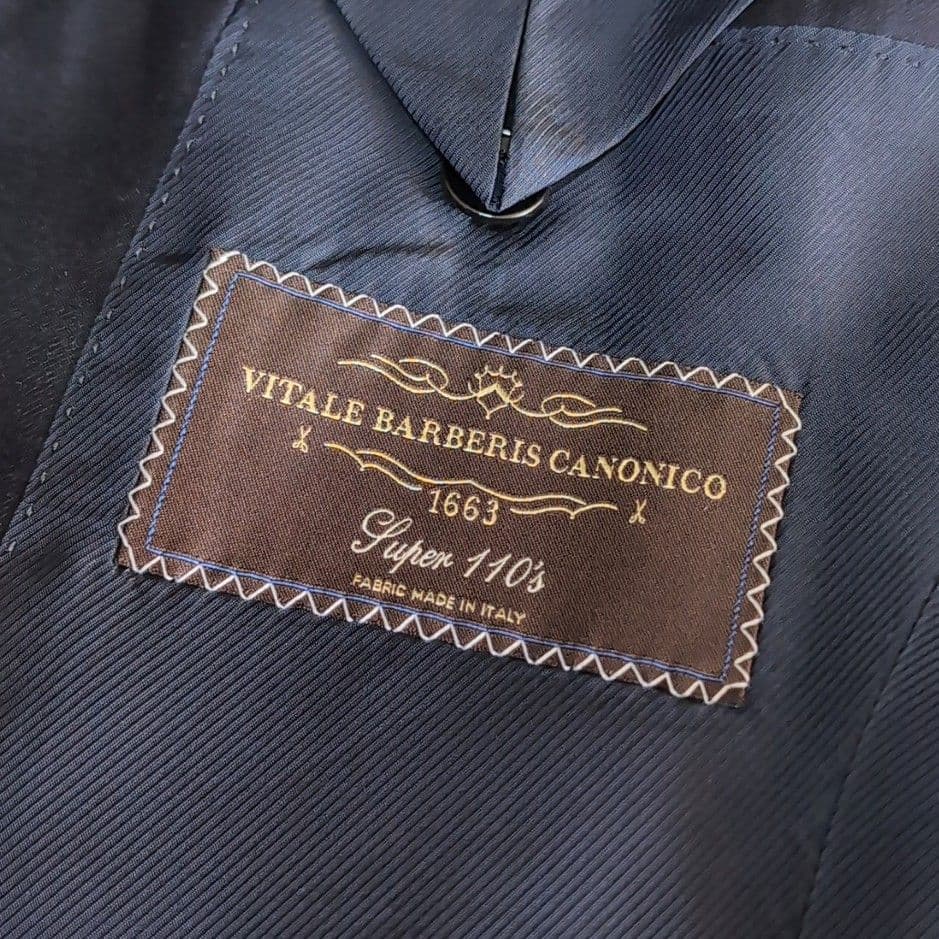 VITALE BARBERIS CANONICO
1663
Super 110's
FABRIC MADE IN ITALY